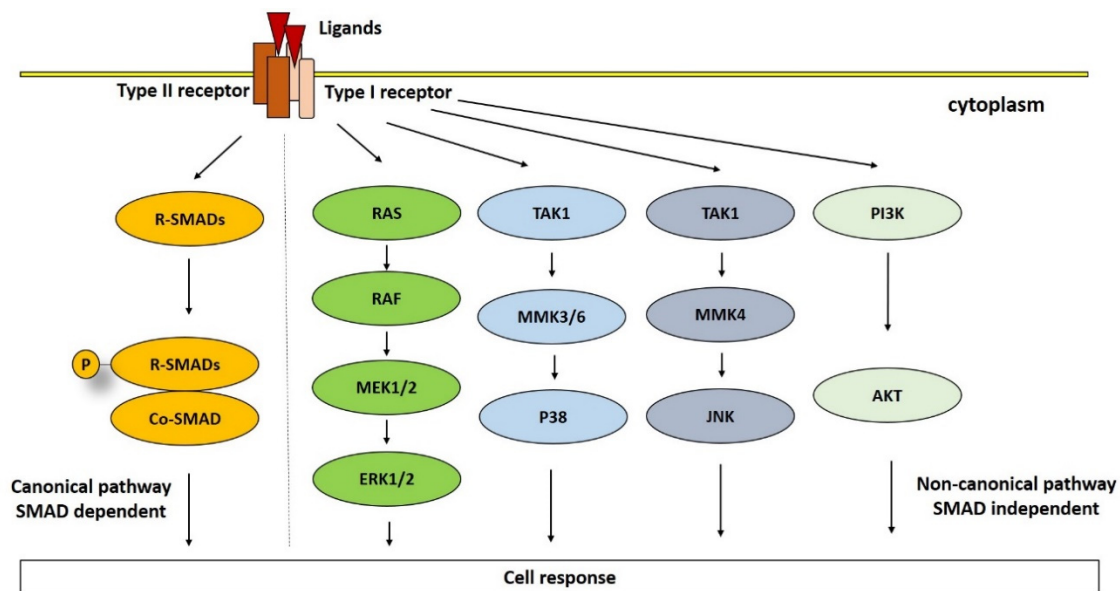 Ligands
Type II receptor
Type I receptor
cytoplasm
R-SMADs
RAS
TAK1
TAK1
PI3K
RAF
MMK3/6
MMK4
P
R-SMADs
MEK1/2
AKT
Co-SMAD
P38
JNK
ERK1/2
Canonical pathway
SMAD dependent
Non-canonical pathway
SMAD independent
Cell response